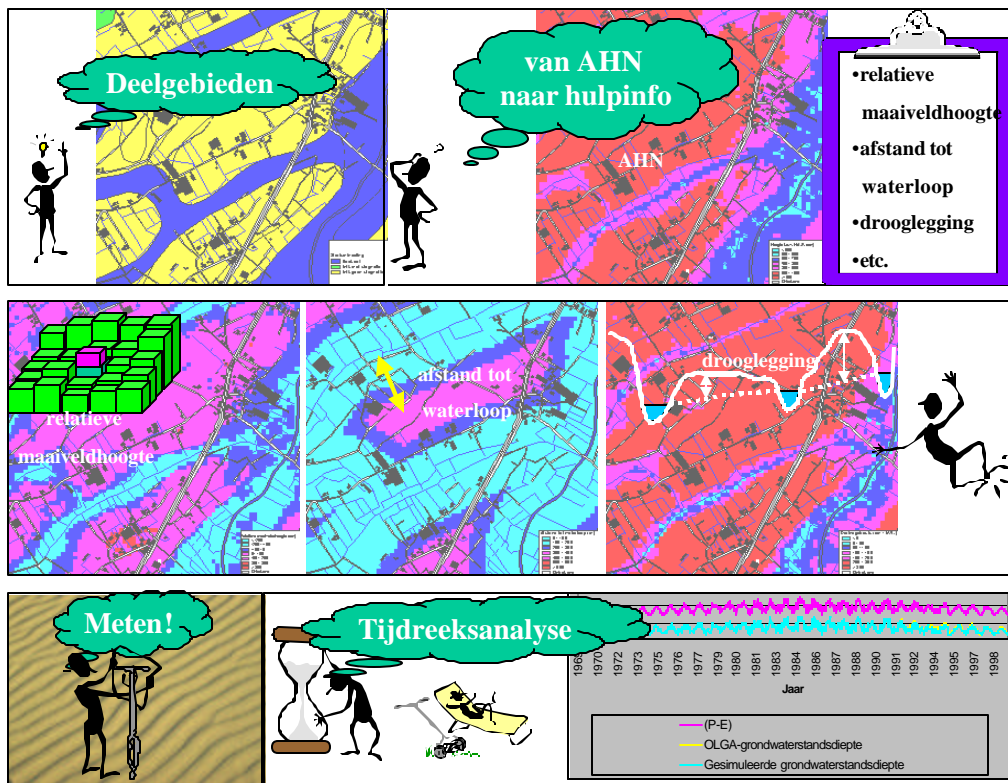 Deelgebieden
van AHN
naar hulpinfo
AHN
•relatieve
maaiveldhoogte
•afstand tot
waterloop
•drooglegging
•etc.
relatieve
maaiveldhoogte
afstand tot
waterloop
drooglegging
Meten!
Tijdreeksanalyse
1970
1972
1973
1975
1976
1977
1979
1980
1981
1983
1984
1985
1986
1988
1989
1990
1991
1992
1994
1995
1997
1998
Jaar
(P-E)
OLGA-grondwaterstandsdiepte
Gesimuleerde grondwaterstandsdiepte